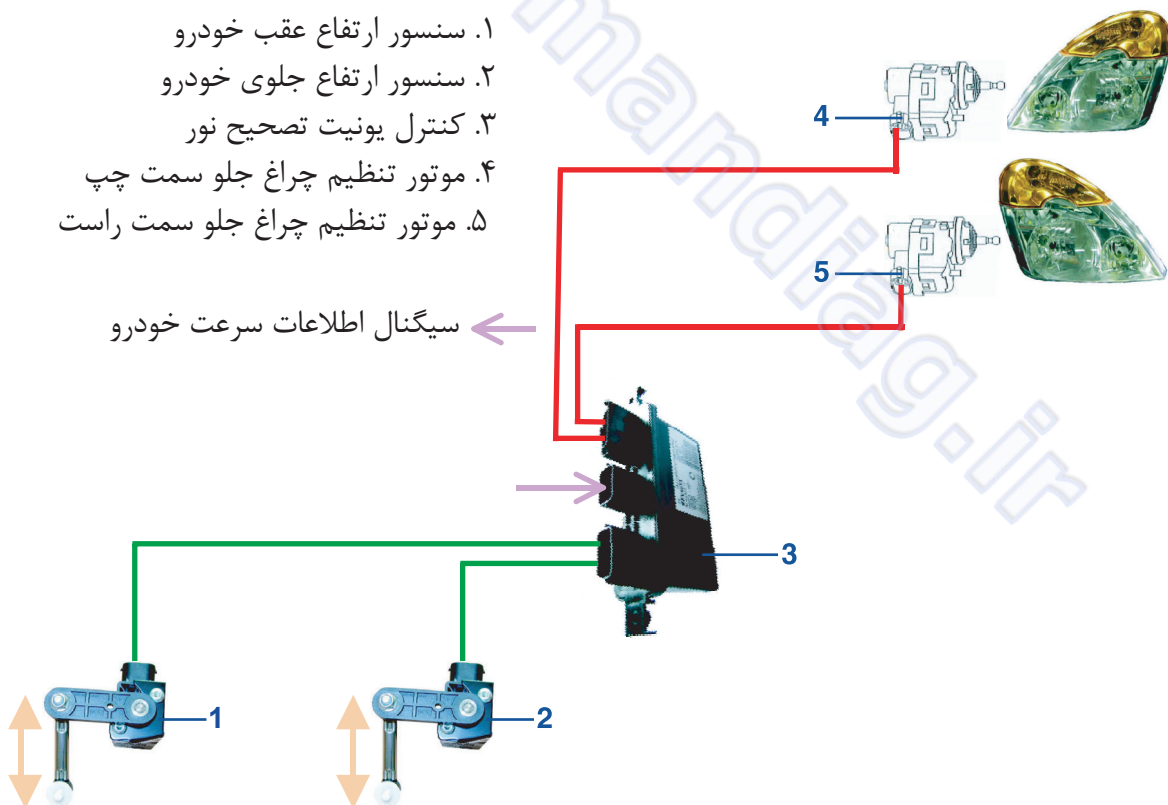 ۱. سنسور ارتفاع عقب خودرو
۲. سنسور ارتفاع جلوی خودرو
۳. کنترل یونیت تصحیح نور
۴. موتور تنظیم چراغ جلو سمت چپ
۵. موتور تنظیم چراغ جلو سمت راست
سیگنال اطلاعات سرعت خودرو
4
5
3
1
2
mandiag.ir